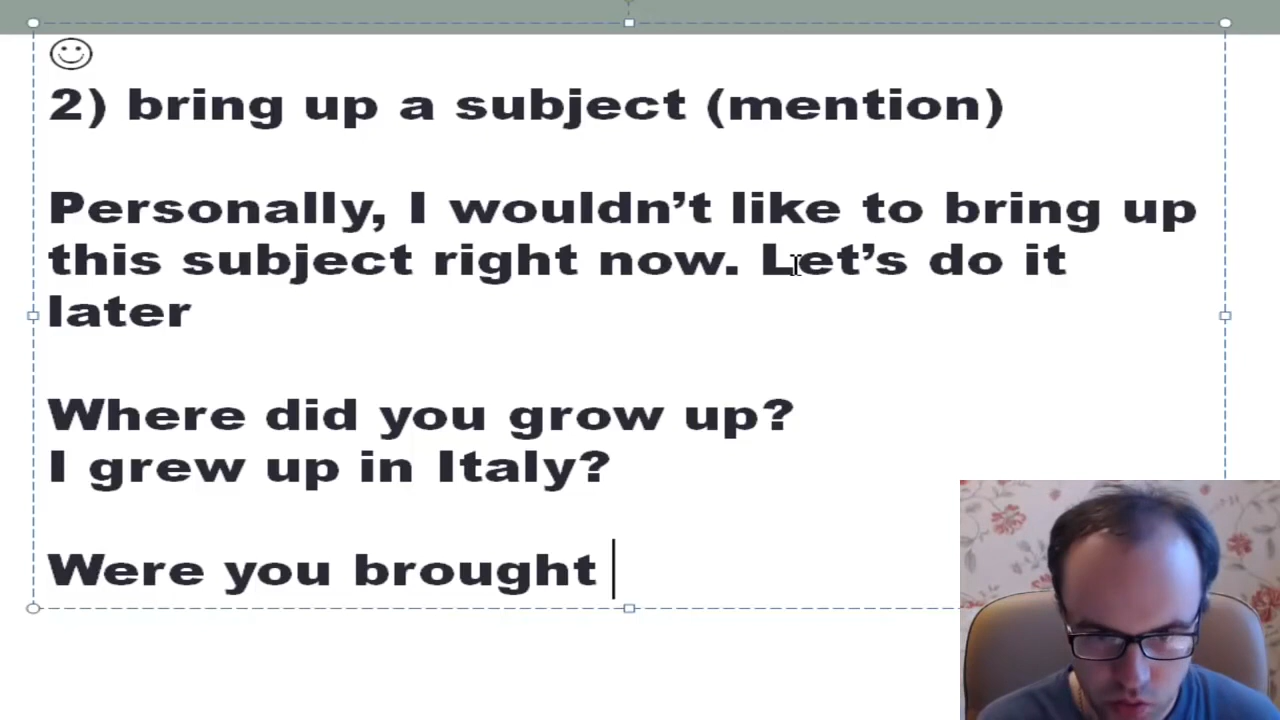 2) bring up a subject (mention)
Personally, I wouldn’t like to bring up
this subject right now. Let’s do it
later
Where did you grow up?
I grew up in Italy?
Were you brought